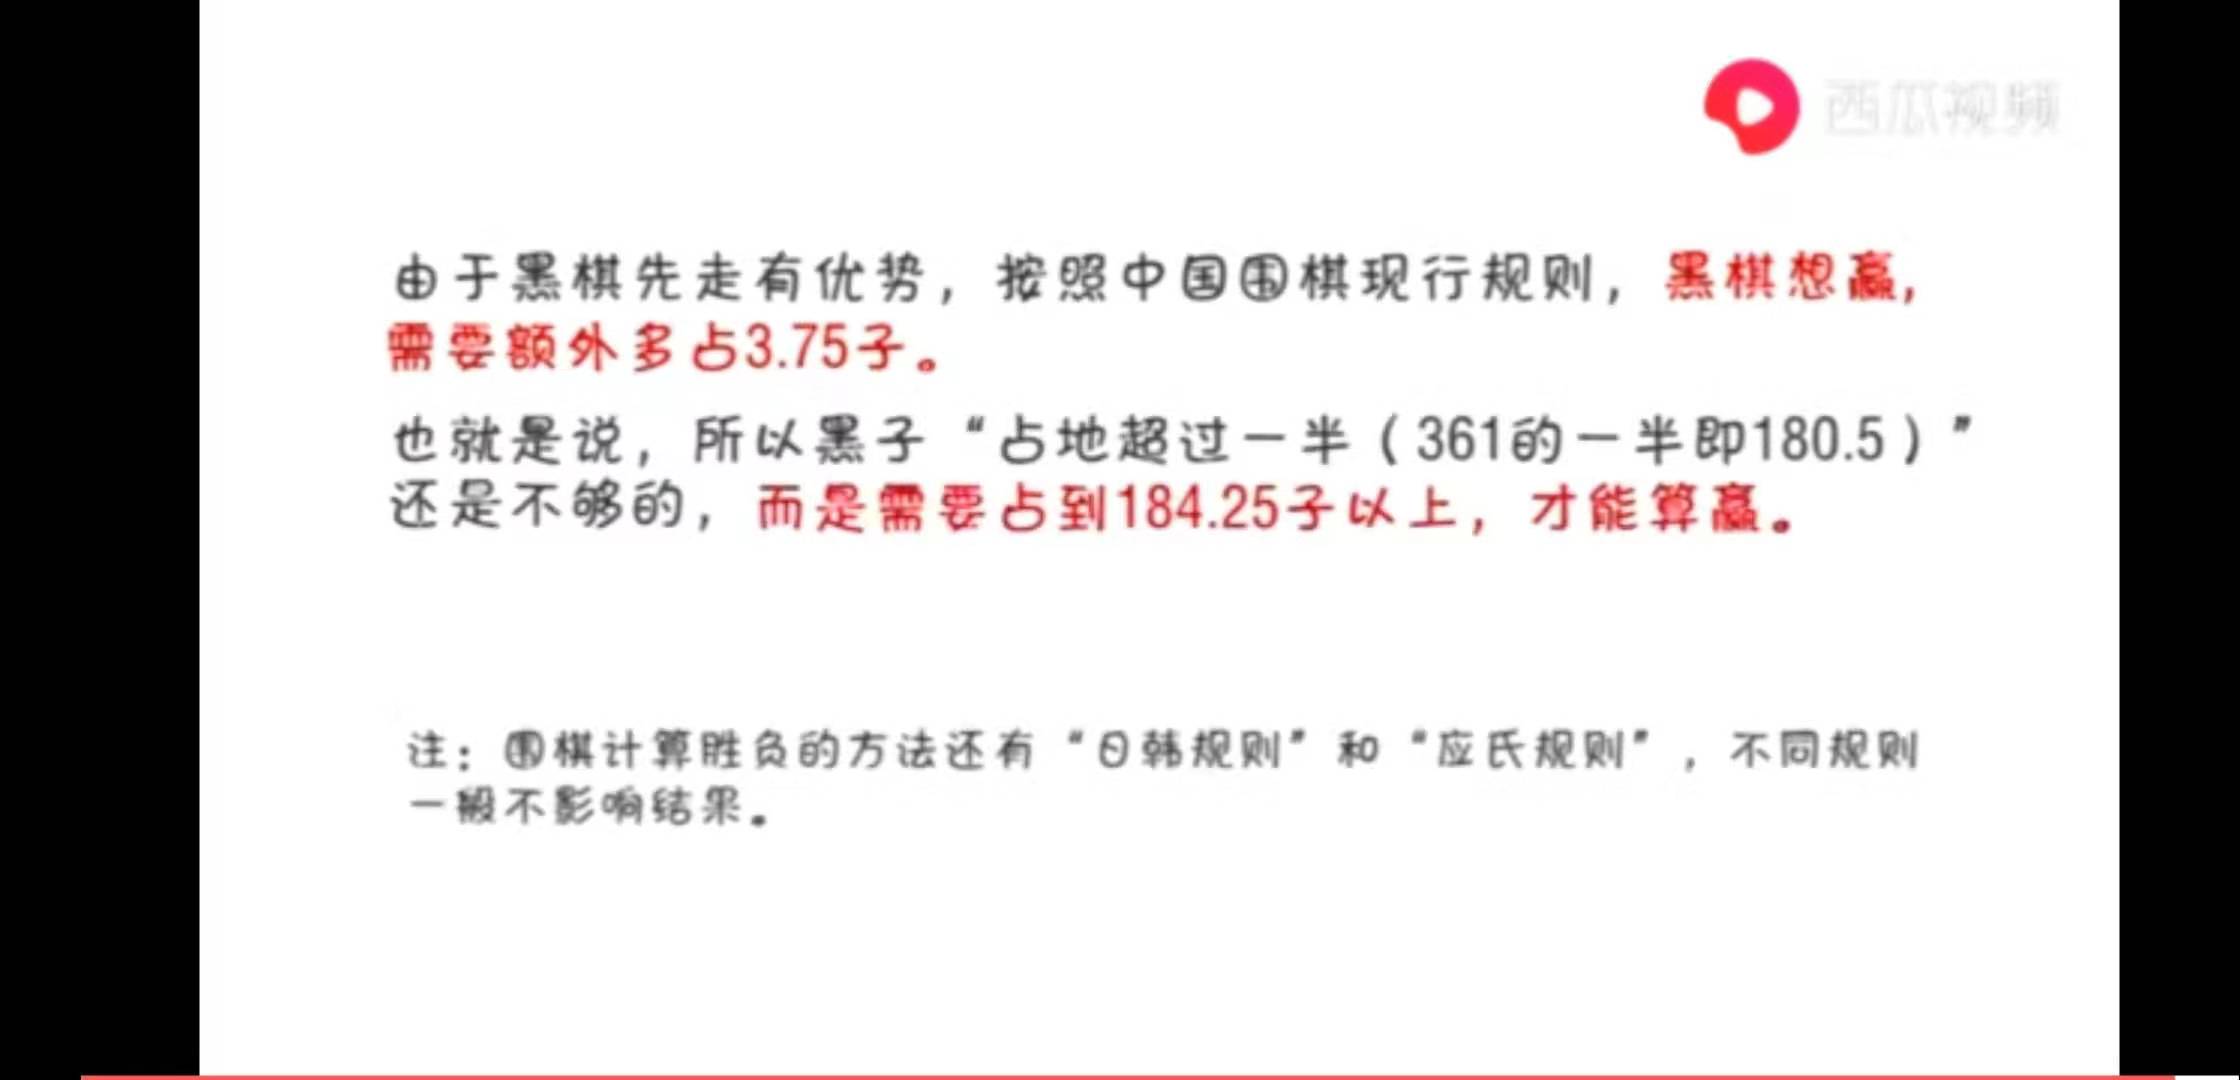 西瓜视频
由于黑棋先走有优势，按照中国围棋现行规则，黑棋想赢，
需要额外多占3.75子。
也就是说，所以黑子“占地超过一半（361的一半即180.5）”
还是不够的，而是需要占到184.25子以上，才能算赢。
注：围棋计算胜负的方法还有“日韩规则”和“应氏规则”，不同规则
一般不影响结果。